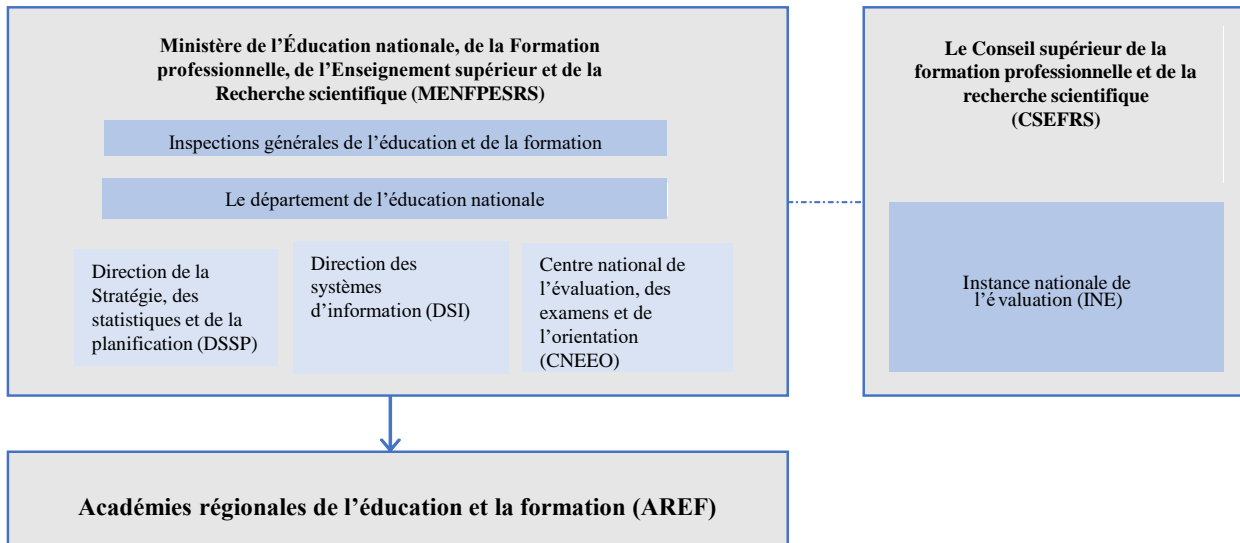 Ministère de l'Éducation nationale, de la Formation
professionnelle, de l'Enseignement supérieur et de la
Recherche scientifique (MENFPESRS)
Inspections générales de l'éducation et de la formation
Le département de l'éducation nationale
Direction de la
Stratégie, des
statistiques et de la
planification (DSSP)
Direction des
systèmes
d'information (DSI)
Centre national de
l'évaluation, des
examens et de
l'orientation
(CNEEO)
Le Conseil supérieur de la
formation professionnelle et de la
recherche scientifique
(CSEFRS)
Instance nationale de
l'é valuation (INE)
Académies régionales de l'éducation et la formation (AREF)